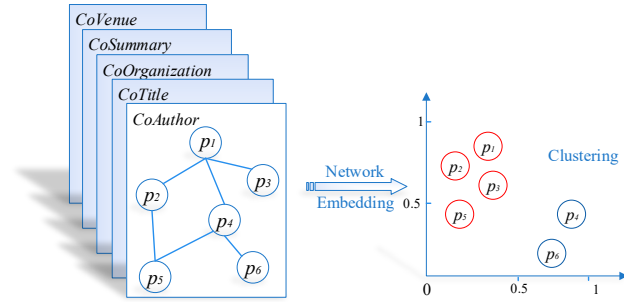 CoVenue
CoSummary
CoOrganization
CoTitle
CoAuthor
p1
p2
p3
p4
p5
p6
Network
Embedding
1
0.5
0
0.5
1
p1
p2
p3
p5
p4
p6
Clustering